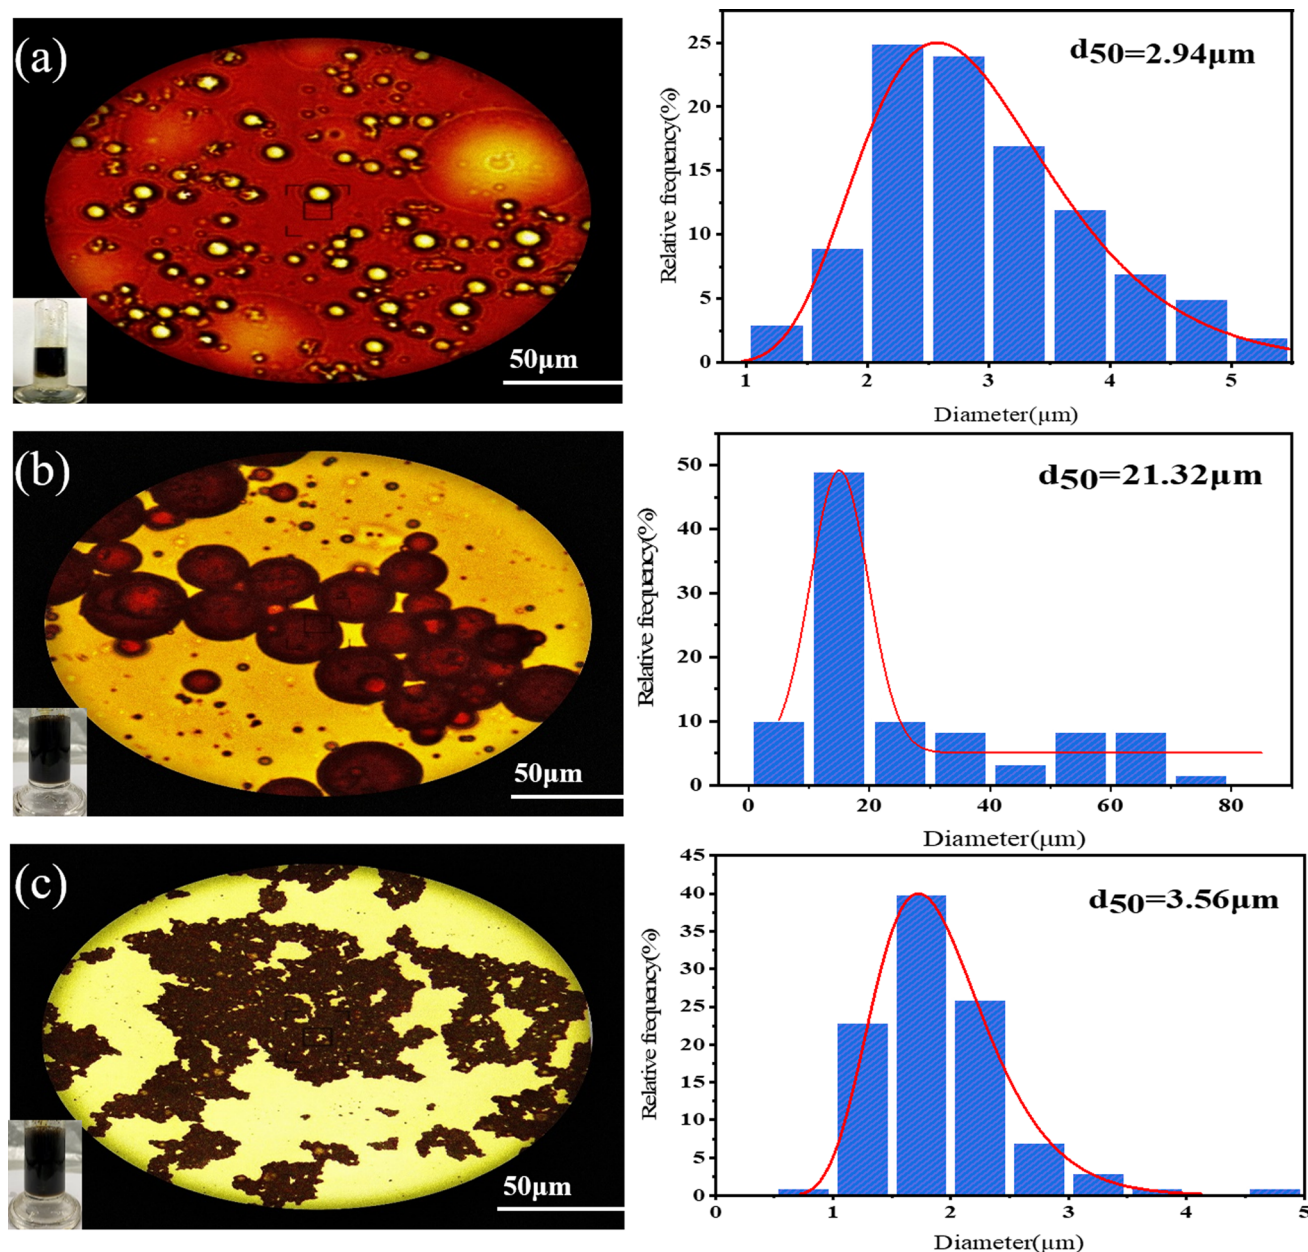 (a)
50μm
d50=2.94μm
Relative frequency(%)
25
20
15
10
5
0
1 2 3 4 5
Diameter(μm)
(b)
50μm
d50=21.32μm
Relative frequency(%)
50
40
30
20
10
0
0 20 40 60 80
Diameter(μm)
(c)
50μm
d50=3.56μm
Relative frequency(%)
45
40
35
30
25
20
15
10
5
0
0 1 2 3 4 5
Diameter(μm)